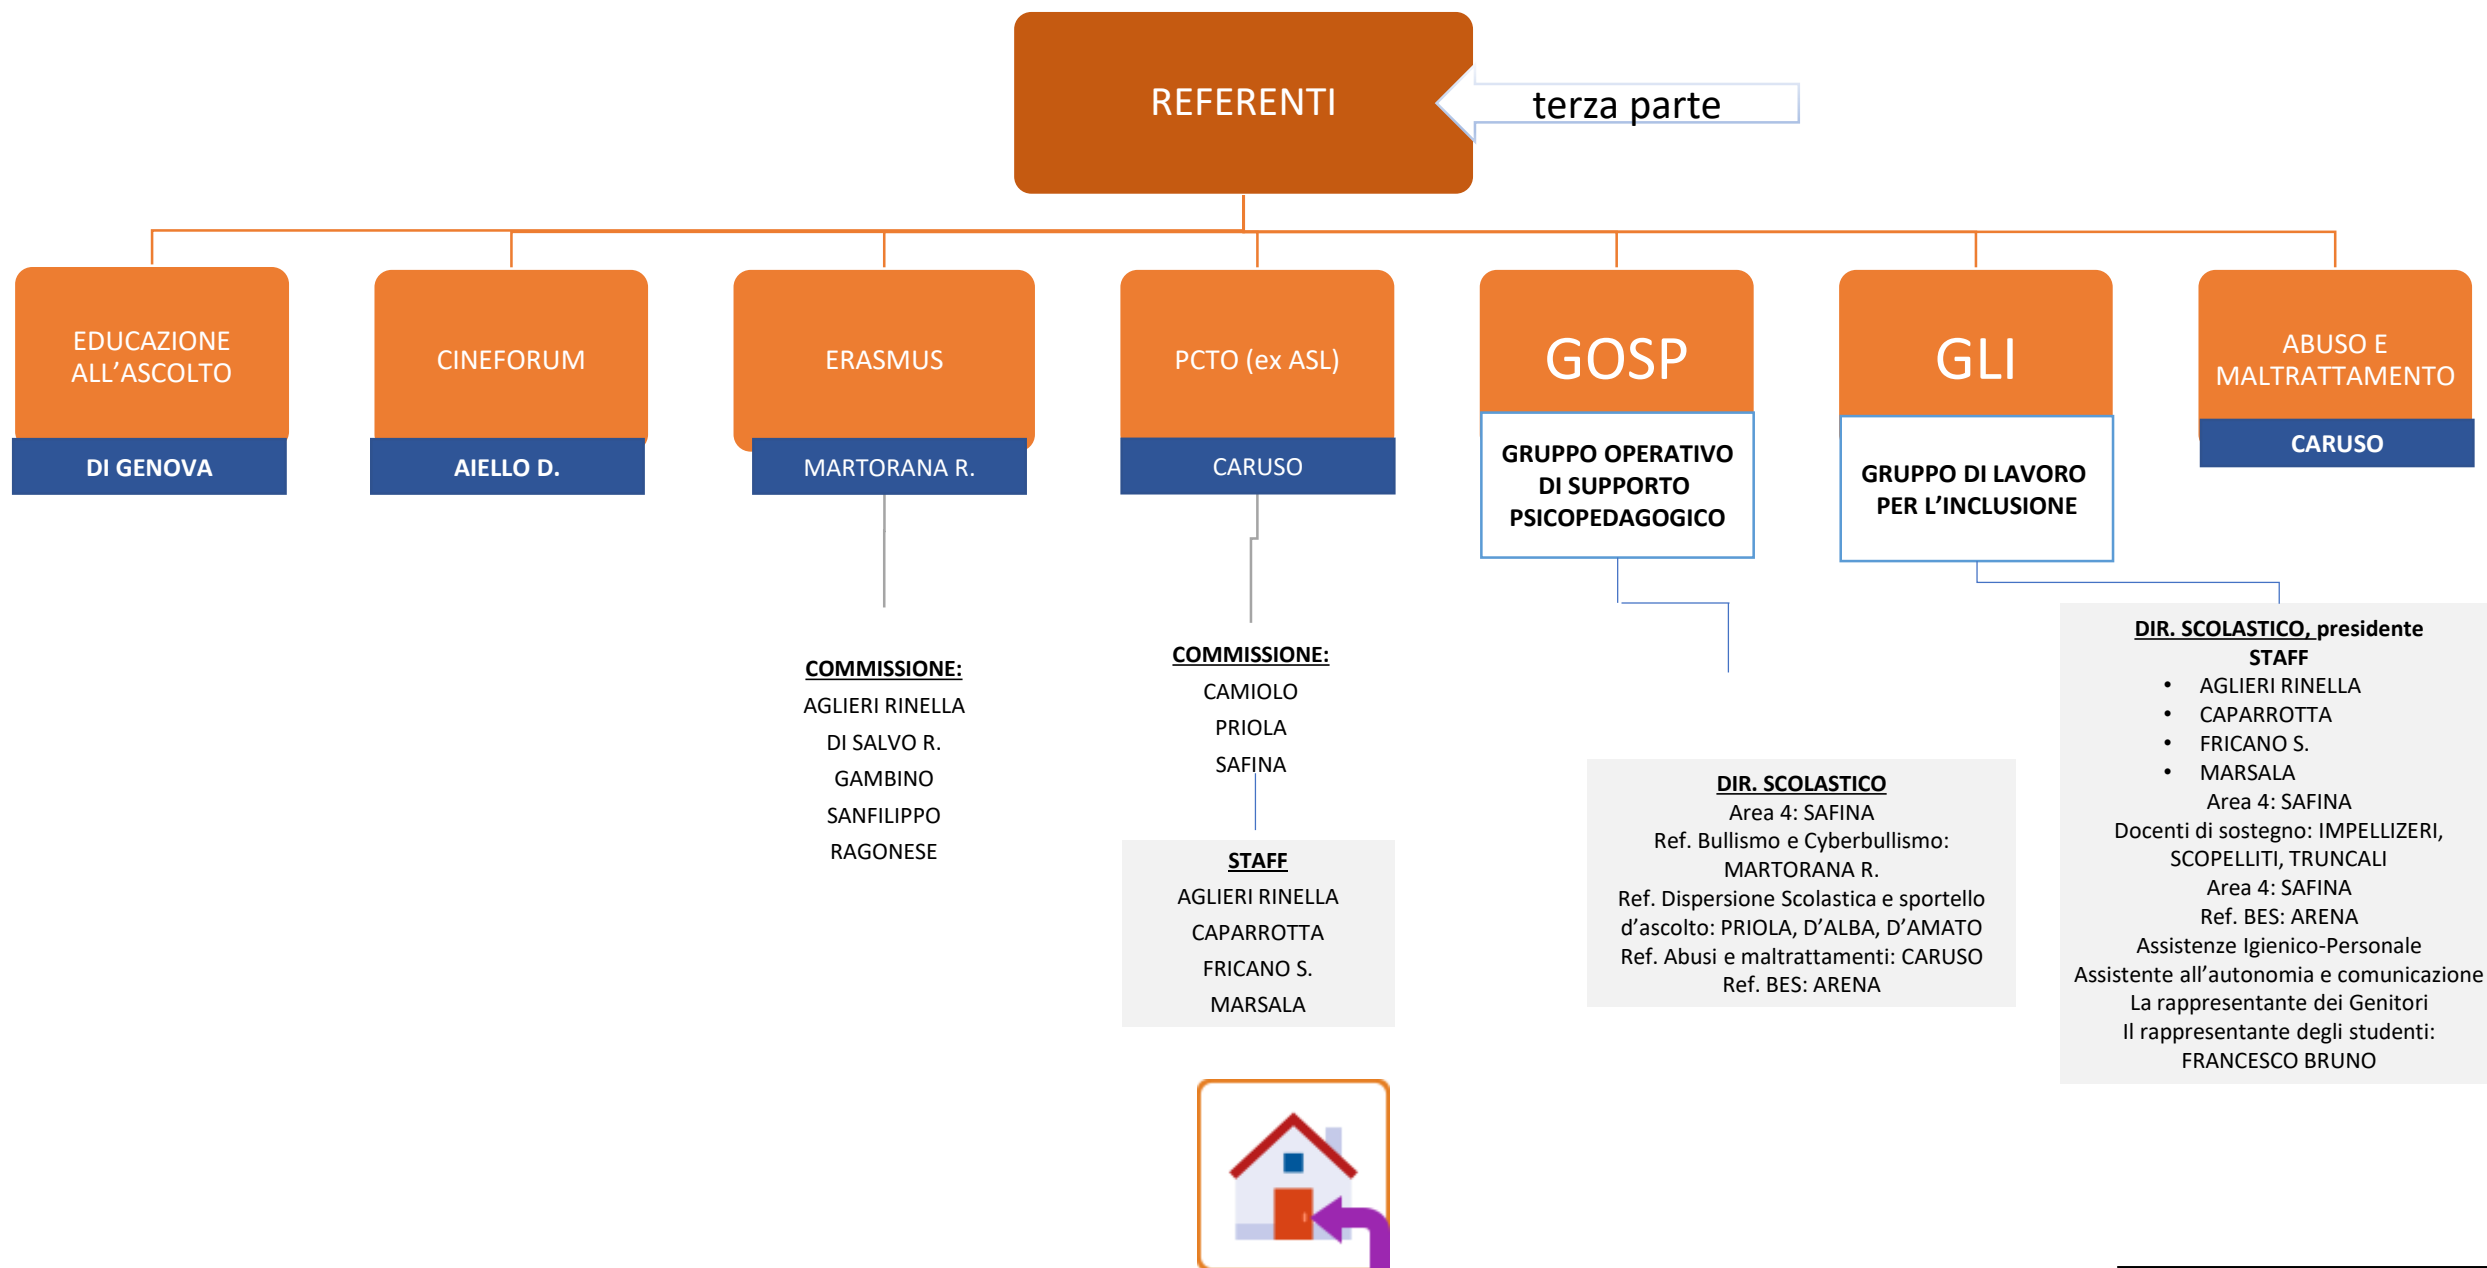 REFERENTI
terza parte
EDUCAZIONE
ALL’ASCOLTO
DI GENOVA
CINEFORUM
AIELLO D.
ERASMUS
MARTORANA R.
COMMISSIONE:
AGLIERI RINELLA
DI SALVO R.
GAMBINO
SANFILIPPO
RAGONESE
PCTO (ex ASL)
CARUSO
COMMISSIONE:
CAMIOLO
PRIOLA
SAFINA
STAFF
AGLIERI RINELLA
CAPARROTTA
FRICANO S.
MARSALA
GOSP
GRUPPO OPERATIVO
DI SUPPORTO
PSICOPEDAGOGICO
DIR. SCOLASTICO
Area 4: SAFINA
Ref. Bullismo e Cyberbullismo:
MARTORANA R.
Ref. Dispersione Scolastica e sportello
d’ascolto: PRIOLA, D’ALBA, D’AMATO
Ref. Abusi e maltrattamenti: CARUSO
Ref. BES: ARENA
GLI
GRUPPO DI LAVORO
PER L’INCLUSIONE
DIR. SCOLASTICO, presidente
STAFF
• AGLIERI RINELLA
• CAPARROTTA
• FRICANO S.
• MARSALA
Area 4: SAFINA
Docenti di sostegno: IMPELLIZERI,
SCOPELLITI, TRUNCALI
Area 4: SAFINA
Ref. BES: ARENA
Assistenze Igienico-Personale
Assistente all’autonomia e comunicazione
La rappresentante dei Genitori
Il rappresentante degli studenti:
FRANCESCO BRUNO
ABUSO E
MALTRATTAMENTO
CARUSO